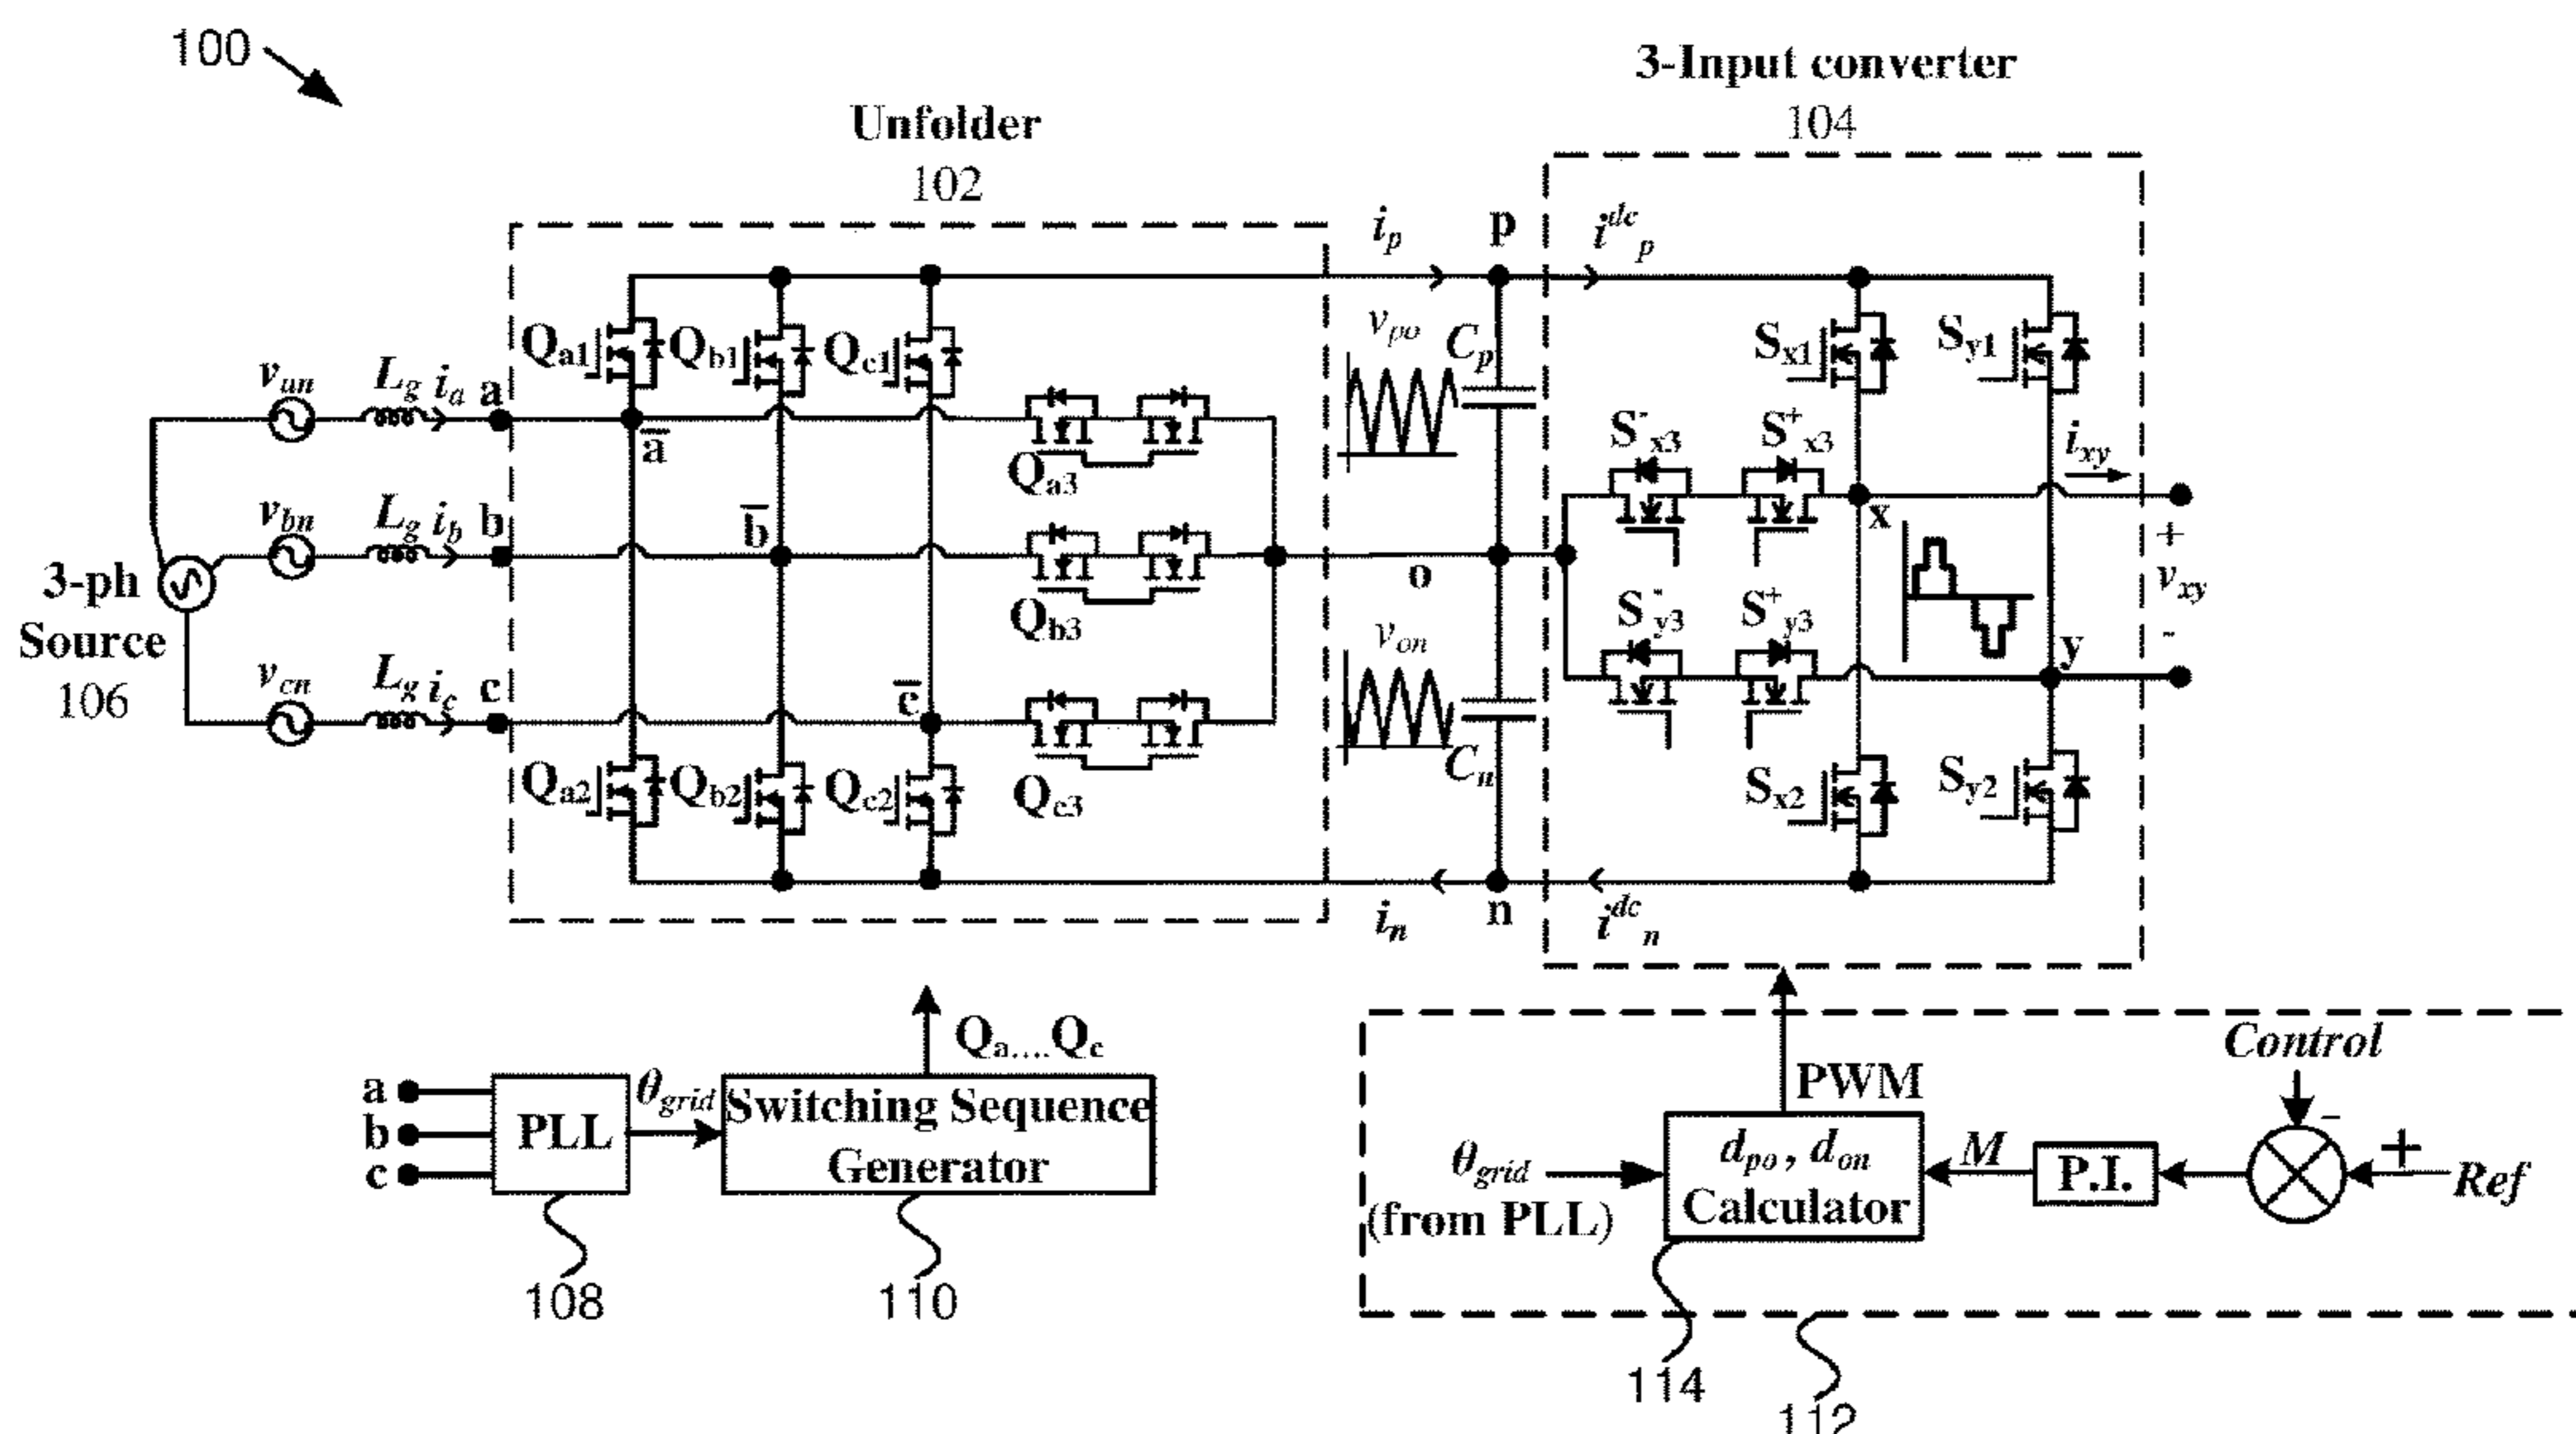 100
3-Input converter
104
Unfolder
102
i_p
p
i^dc_p
Q_a1
Q_b1
Q_c1
v_po
C_p
S_x1
S_y1
v_an
L_g
i_a
a
a̅
Q_a3
S^-_x3
S^+_x3
i_xy
x
v_bn
L_g
i_b
b
b̅
o
+
v_xy
-
3-ph
Source
106
Q_b3
v_on
S^-_y3
S^+_y3
y
v_cn
L_g
i_c
c
c̅
Q_a2
Q_b2
Q_c2
Q_c3
C_n
S_x2
S_y2
i_n
n
i^dc_n
Q_a....Q_c
a
b
c
PLL
θ_grid
Switching Sequence
Generator
108
110
Control
-
PWM
θ_grid
(from PLL)
d_po, d_on
Calculator
M
P.I.
+
Ref
114
112